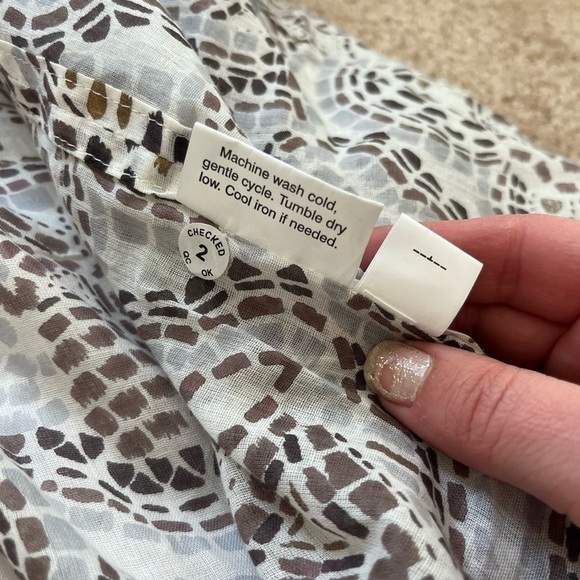 Machine wash cold,
gentle cycle. Tumble dry
low. Cool iron if needed.
CHECKED
2
QC OK